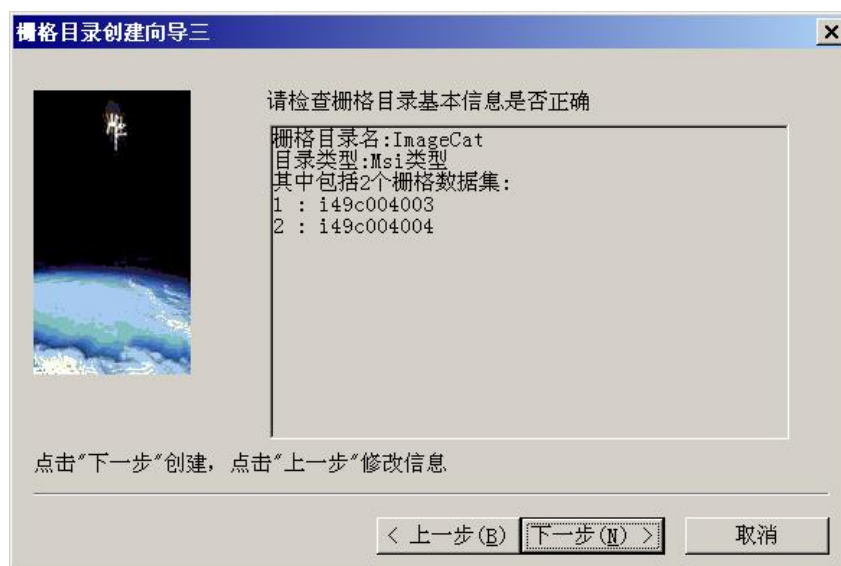 栅格目录创建向导三
请检查栅格目录基本信息是否正确
栅格目录名:ImageCat
目录类型:Msi类型
其中包括2个栅格数据集:
1 : i49c004003
2 : i49c004004
点击"下一步"创建，点击"上一步"修改信息
< 上一步(B)
下一步(N) >
取消